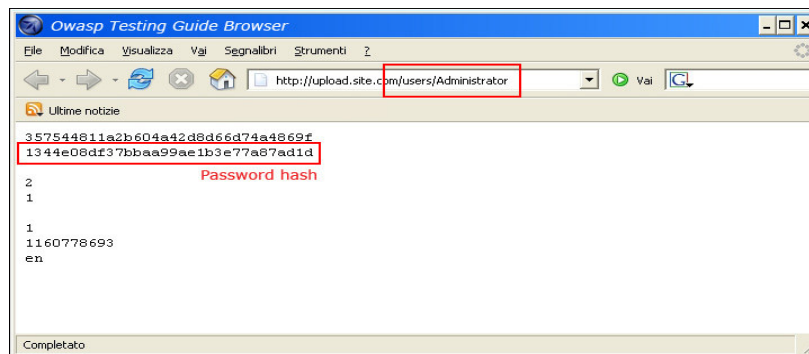 Owasp Testing Guide Browser
File Modifica Visualizza Vai Segnalibri Strumenti ?
http://upload.site.com/users/Administrator Vai G
Ultime notizie
357544811a2b604a42d8d66d74a4869f
1344e08df37bbaa99ae1b3e77a87ad1d
Password hash
2
1
1
1160778693
en
Completato